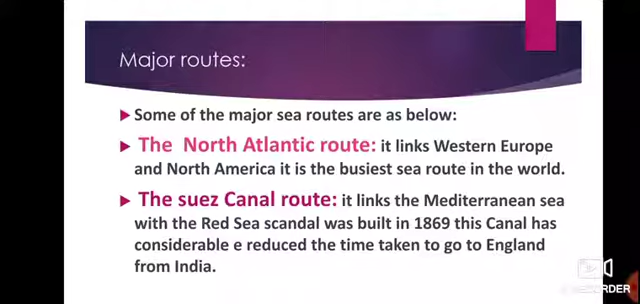 Major routes:
Some of the major sea routes are as below:
The North Atlantic route: it links Western Europe
and North America it is the busiest sea route in the world.
The suez Canal route: it links the Mediterranean sea
with the Red Sea scandal was built in 1869 this Canal has
considerable e reduced the time taken to go to England
from India.
RECORDER